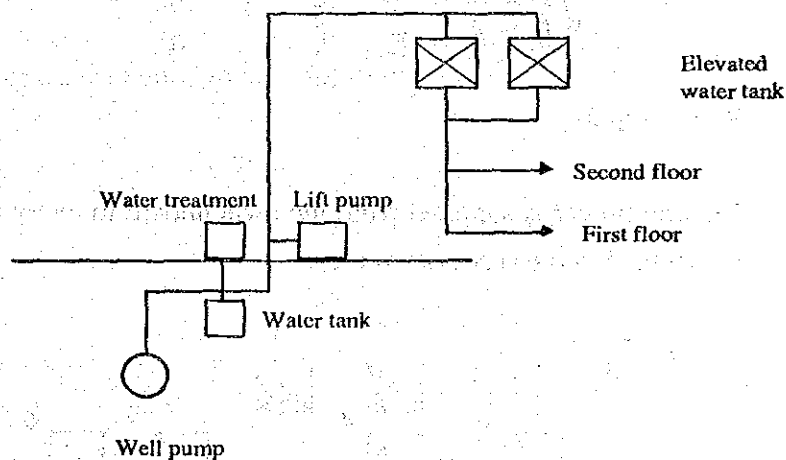 Elevated
water tank
Second floor
Water treatment
Lift pump
First floor
Water tank
Well pump